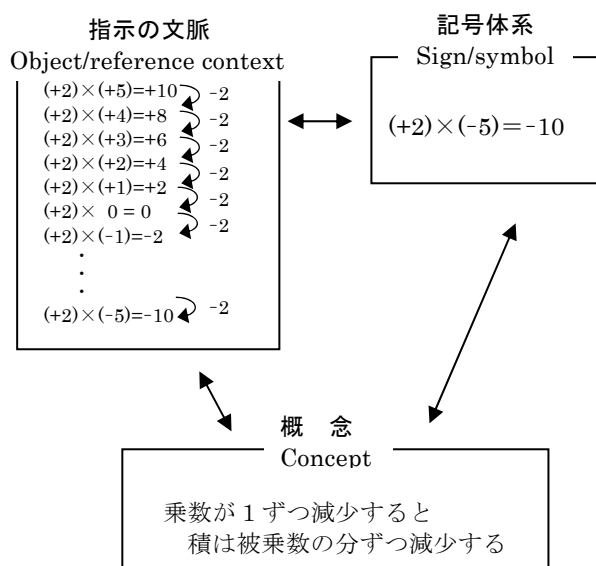 指示の文脈
Object/reference context
(+2)×(+5)=+10
-2
(+2)×(+4)=+8
-2
(+2)×(+3)=+6
-2
(+2)×(+2)=+4
-2
(+2)×(+1)=+2
-2
(+2)× 0 = 0
-2
(+2)×(-1)=-2
・
・
・
(+2)×(-5)=-10
-2
記号体系
Sign/symbol
(+2)×(-5)=-10
概 念
Concept
乗数が1ずつ減少すると
積は被乗数の分ずつ減少する